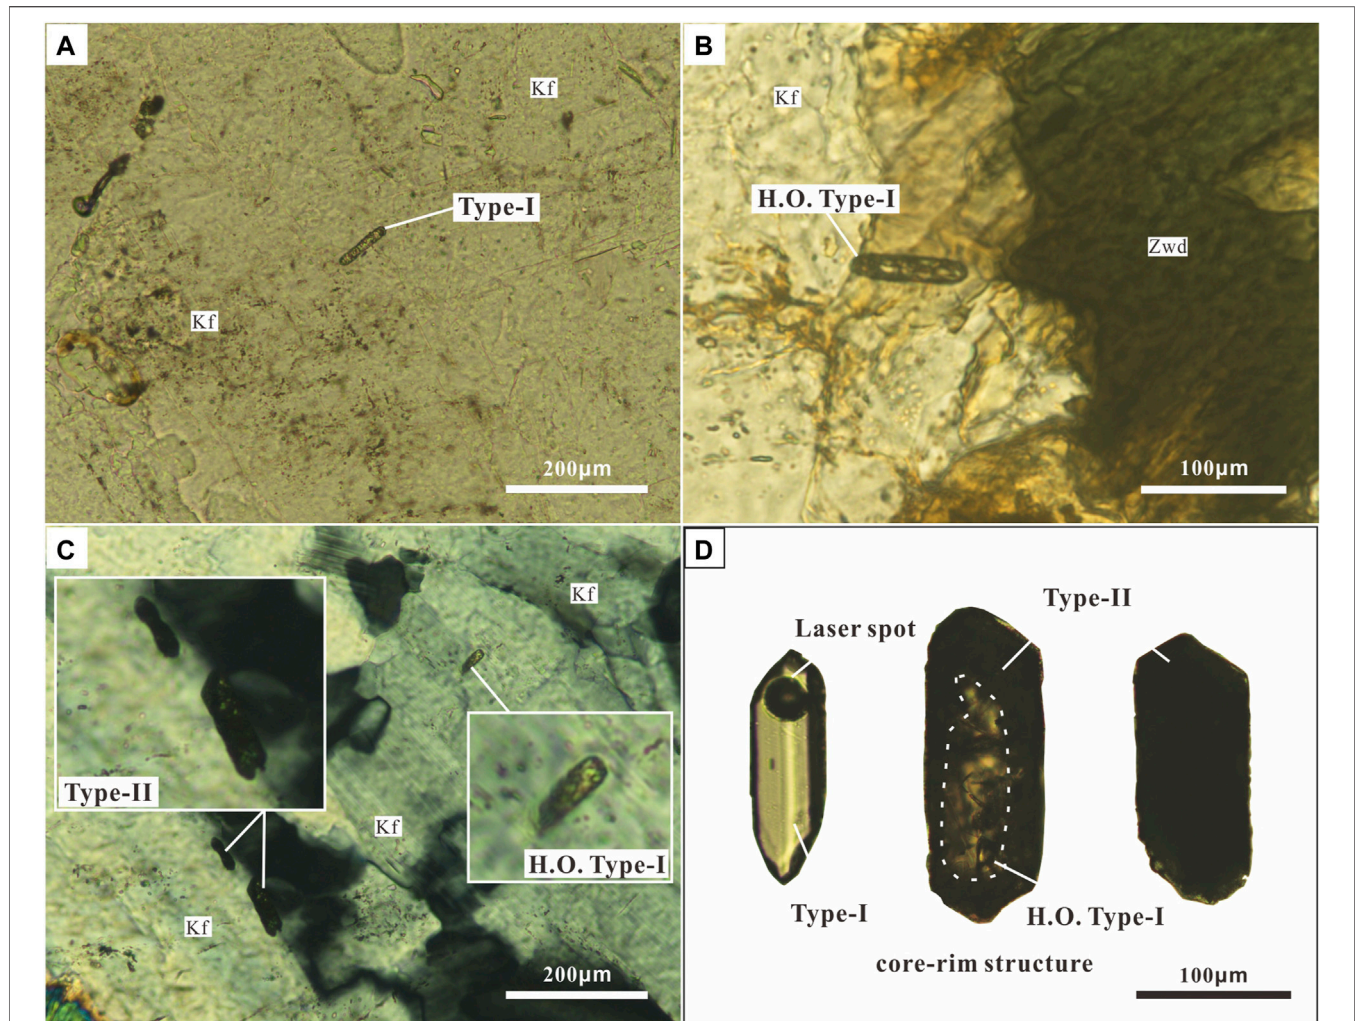 A
Kf
Type-I
Kf
200μm
B
Kf
H.O. Type-I
Zwd
100μm
C
Kf
Type-II
Kf
H.O. Type-I
Kf
200μm
D
Type-II
Laser spot
Type-I
H.O. Type-I
core-rim structure
100μm